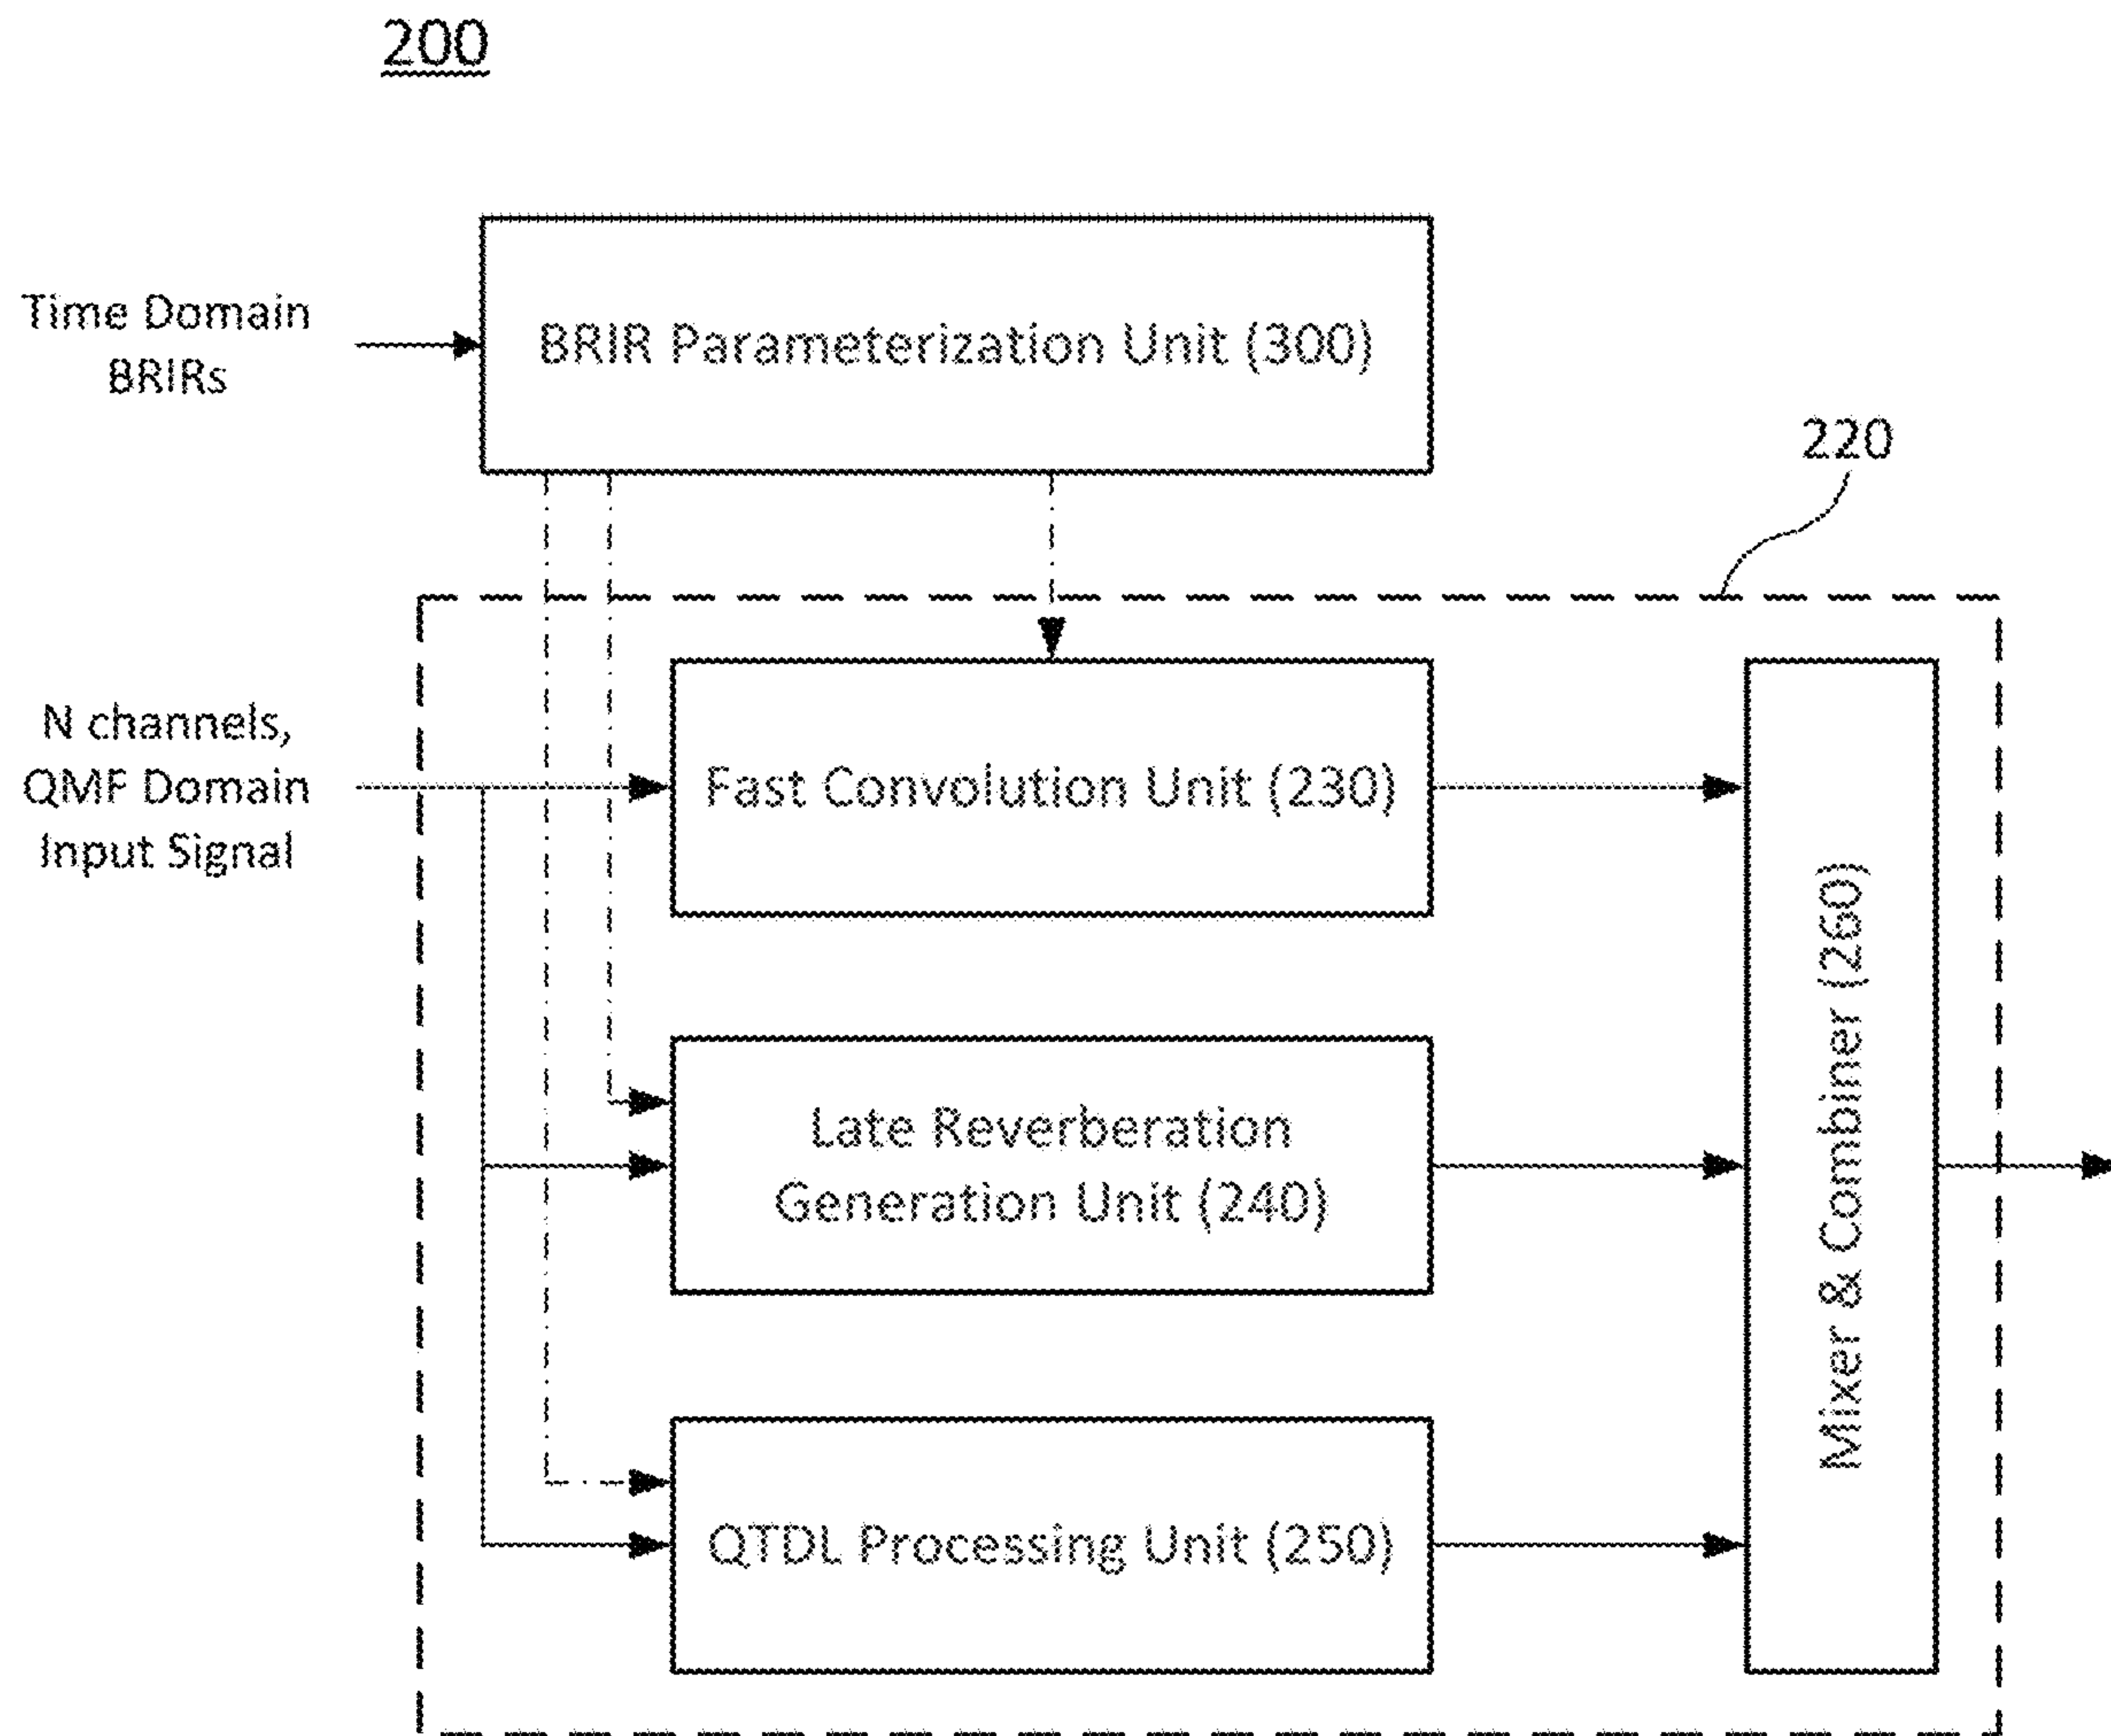 200
Time Domain
BRIRs
BRIR Parameterization Unit (300)
220
N channels,
QMF Domain
Input Signal
Fast Convolution Unit (230)
Late Reverberation
Generation Unit (240)
QTDL Processing Unit (250)
Mixer & Combiner (260)